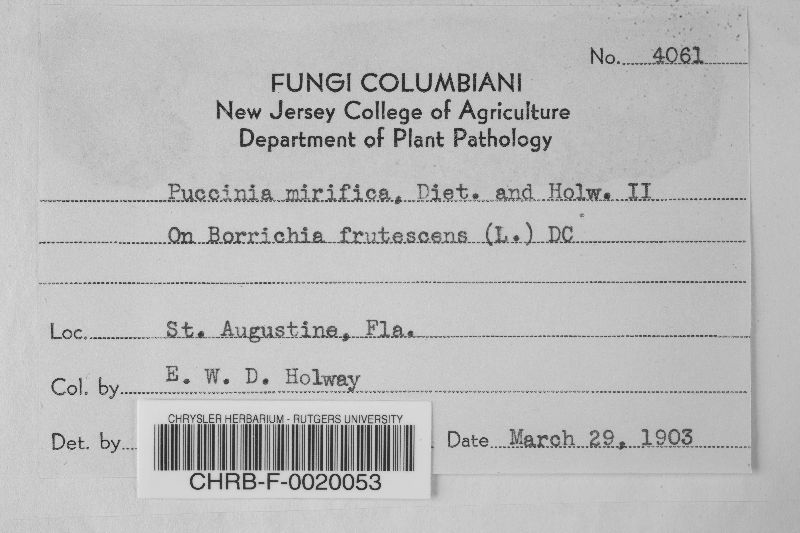 No. 4061
FUNGI COLUMBIANI
New Jersey College of Agriculture
Department of Plant Pathology
Puccinia mirifica, Diet. and Holw. II
On Borrichia frutescens (L.) DC
Loc. St. Augustine, Fla.
Col. by E. W. D. Holway
Det. by
Date March 29, 1903
CHRYSLER HERBARIUM - RUTGERS UNIVERSITY
CHRB-F-0020053